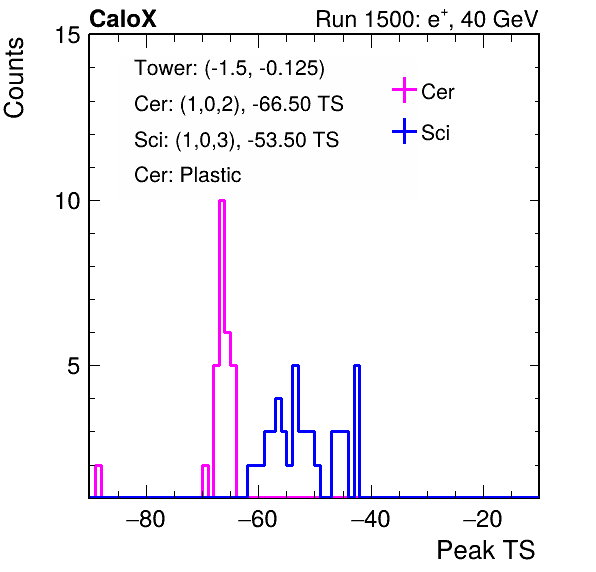 CaloX Run 1500: e⁺, 40 GeV
Counts
15
Tower: (-1.5, -0.125)
Cer: (1,0,2), -66.50 TS
Sci: (1,0,3), -53.50 TS
Cer: Plastic
Cer
Sci
10
5
−80 −60 −40 −20
Peak TS